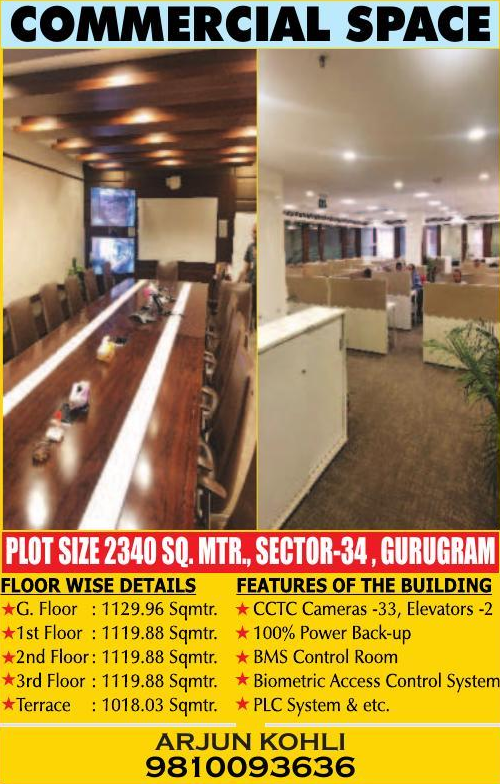 COMMERCIAL SPACE
PLOT SIZE 2340 SQ. MTR., SECTOR-34 , GURUGRAM
FLOOR WISE DETAILS
★G. Floor : 1129.96 Sqmtr.
★1st Floor : 1119.88 Sqmtr.
★2nd Floor : 1119.88 Sqmtr.
★3rd Floor : 1119.88 Sqmtr.
★Terrace : 1018.03 Sqmtr.
FEATURES OF THE BUILDING
★ CCTC Cameras -33, Elevators -2
★ 100% Power Back-up
★ BMS Control Room
★ Biometric Access Control System
★ PLC System & etc.
ARJUN KOHLI
9810093636